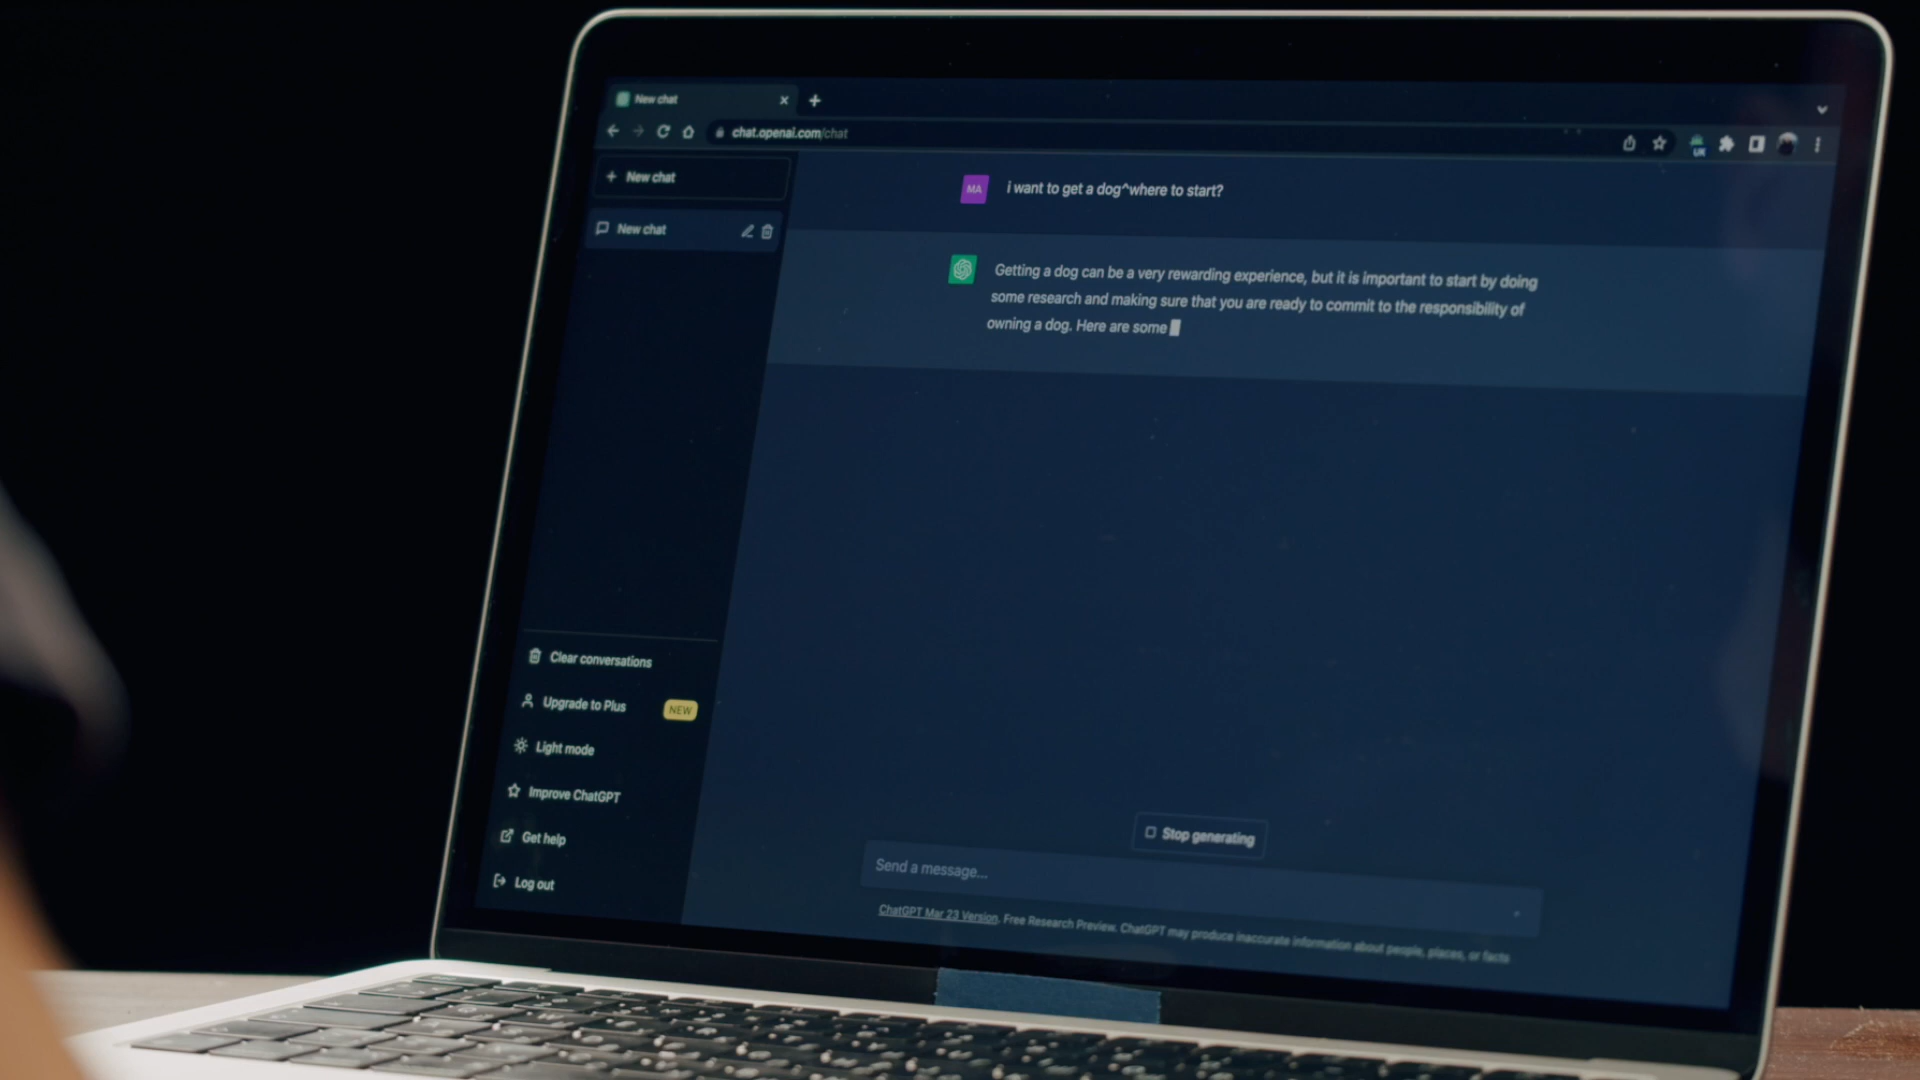 New chat
chat.openai.com/chat
UK
New chat
New chat
MA
i want to get a dog^where to start?
Getting a dog can be a very rewarding experience, but it is important to start by doing
some research and making sure that you are ready to commit to the responsibility of
owning a dog. Here are some
Clear conversations
Upgrade to Plus NEW
Light mode
Improve ChatGPT
Get help
Log out
Stop generating
Send a message...
ChatGPT Mar 23 Version. Free Research Preview. ChatGPT may produce inaccurate information about people, places, or facts